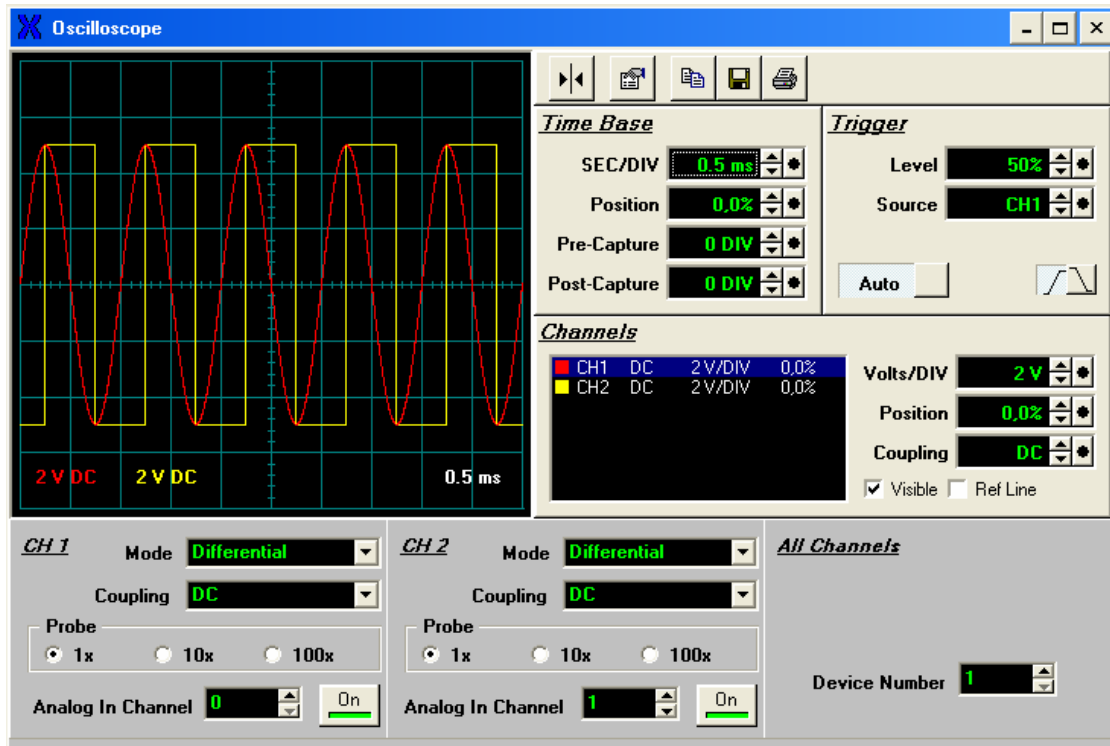 Oscilloscope
2 V DC 2 V DC 0.5 ms
Time Base
SEC/DIV 0.5 ms
Position 0,0%
Pre-Capture 0 DIV
Post-Capture 0 DIV
Trigger
Level 50%
Source CH1
Auto
Channels
CH1 DC 2 V/DIV 0,0%
CH2 DC 2 V/DIV 0,0%
Volts/DIV 2 V
Position 0,0%
Coupling DC
Visible Ref Line
CH 1
Mode Differential
Coupling DC
Probe
1x 10x 100x
Analog In Channel 0 On
CH 2
Mode Differential
Coupling DC
Probe
1x 10x 100x
Analog In Channel 1 On
All Channels
Device Number 1